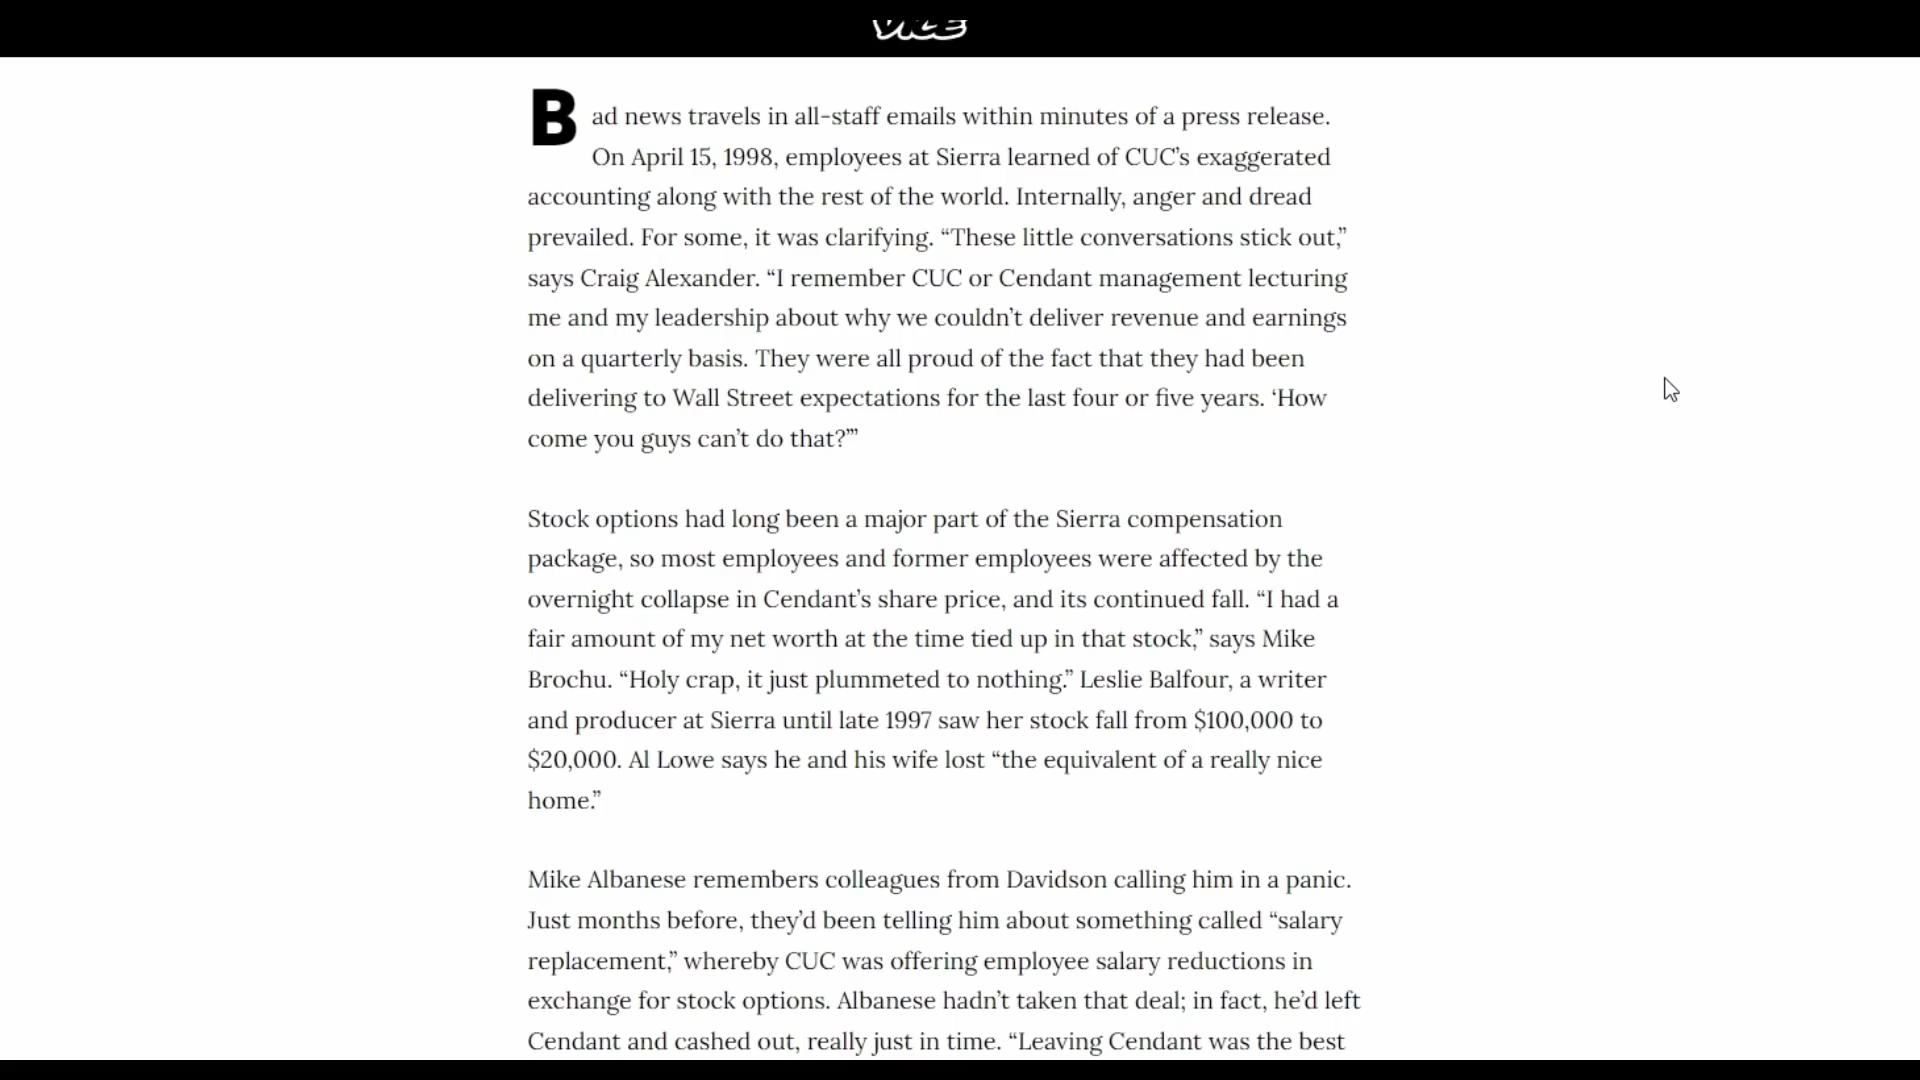 VICE
Bad news travels in all-staff emails within minutes of a press release.
On April 15, 1998, employees at Sierra learned of CUC’s exaggerated
accounting along with the rest of the world. Internally, anger and dread
prevailed. For some, it was clarifying. “These little conversations stick out,”
says Craig Alexander. “I remember CUC or Cendant management lecturing
me and my leadership about why we couldn’t deliver revenue and earnings
on a quarterly basis. They were all proud of the fact that they had been
delivering to Wall Street expectations for the last four or five years. ‘How
come you guys can’t do that?’”
Stock options had long been a major part of the Sierra compensation
package, so most employees and former employees were affected by the
overnight collapse in Cendant’s share price, and its continued fall. “I had a
fair amount of my net worth at the time tied up in that stock,” says Mike
Brochu. “Holy crap, it just plummeted to nothing.” Leslie Balfour, a writer
and producer at Sierra until late 1997 saw her stock fall from $100,000 to
$20,000. Al Lowe says he and his wife lost “the equivalent of a really nice
home.”
Mike Albanese remembers colleagues from Davidson calling him in a panic.
Just months before, they’d been telling him about something called “salary
replacement,” whereby CUC was offering employee salary reductions in
exchange for stock options. Albanese hadn’t taken that deal; in fact, he’d left
Cendant and cashed out, really just in time. “Leaving Cendant was the best